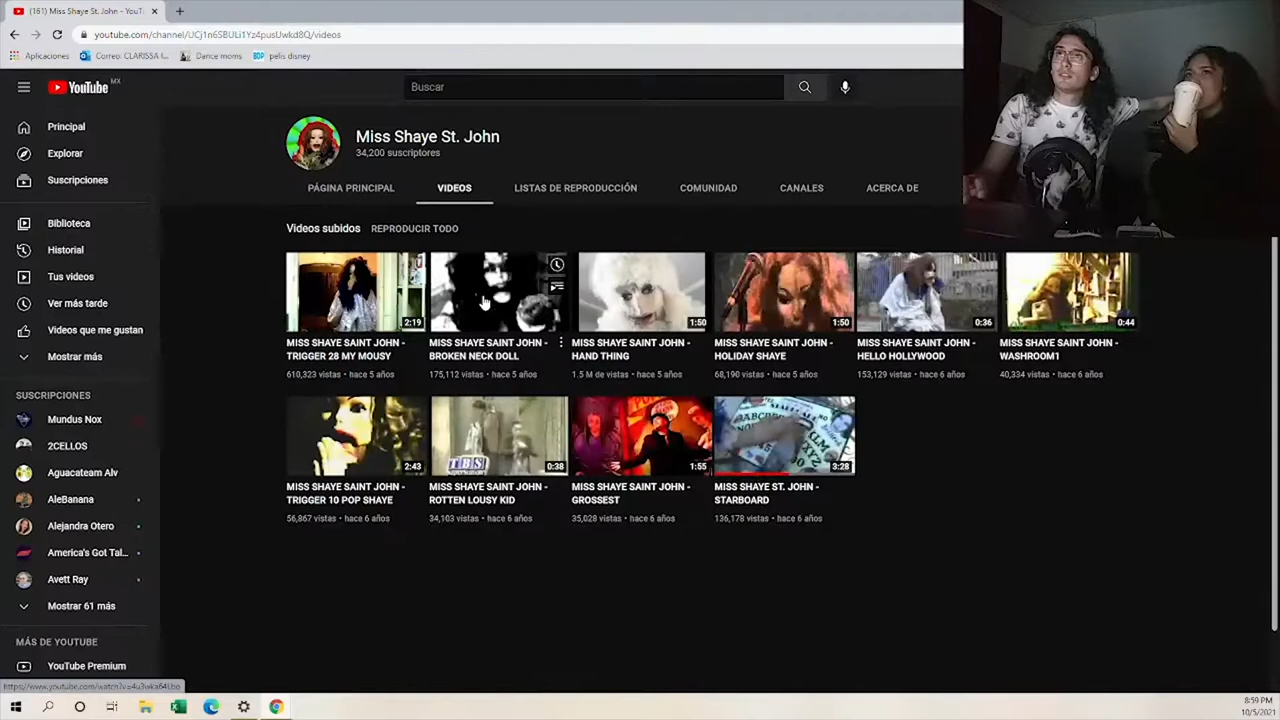 (161) Miss Shaye St. John - YouT
youtube.com/channel/UCj1n6SBULi1Yz4pusUwkd8Q/videos
Aplicaciones
Correo: CLARISSA (...
Dance moms
pelis disney
YouTube MX
Buscar
Principal
Explorar
Suscripciones
Biblioteca
Historial
Tus videos
Ver más tarde
Videos que me gustan
Mostrar más
SUSCRIPCIONES
Mundus Nox
2CELLOS
Aguacateam Alv
AleBanana
Alejandra Otero
America's Got Tal...
Avett Ray
Mostrar 61 más
MÁS DE YOUTUBE
YouTube Premium
Miss Shaye St. John
34,200 suscriptores
PÁGINA PRINCIPAL
VIDEOS
LISTAS DE REPRODUCCIÓN
COMUNIDAD
CANALES
ACERCA DE
Videos subidos
REPRODUCIR TODO
2:19
MISS SHAYE SAINT JOHN -
TRIGGER 28 MY MOUSY
610,323 vistas • hace 5 años
MISS SHAYE SAINT JOHN -
BROKEN NECK DOLL
175,112 vistas • hace 5 años
1:50
MISS SHAYE SAINT JOHN -
HAND THING
1.5 M de vistas • hace 5 años
1:50
MISS SHAYE SAINT JOHN -
HOLIDAY SHAYE
68,190 vistas • hace 5 años
0:36
MISS SHAYE SAINT JOHN -
HELLO HOLLYWOOD
153,129 vistas • hace 6 años
0:44
MISS SHAYE SAINT JOHN -
WASHROOM1
40,334 vistas • hace 6 años
2:43
MISS SHAYE SAINT JOHN -
TRIGGER 10 POP SHAYE
56,867 vistas • hace 6 años
TBS
0:38
MISS SHAYE SAINT JOHN -
ROTTEN LOUSY KID
34,103 vistas • hace 6 años
1:55
MISS SHAYE SAINT JOHN -
GROSSEST
35,028 vistas • hace 6 años
3:28
MISS SHAYE ST. JOHN -
STARBOARD
136,178 vistas • hace 6 años
https://www.youtube.com/watch?v=4u3wka64Lbo
8:59 PM
10/5/2021